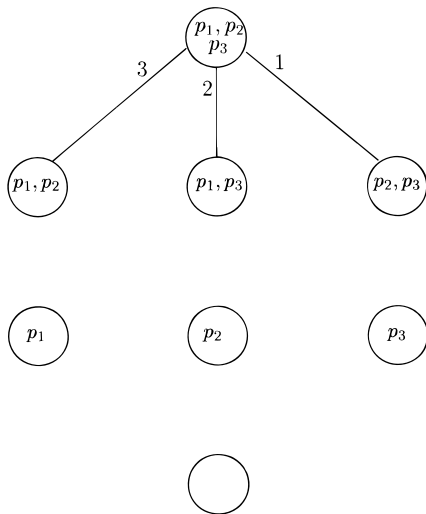 p₁, p₂
p₃
3
2
1
p₁, p₂
p₁, p₃
p₂, p₃
p₁
p₂
p₃